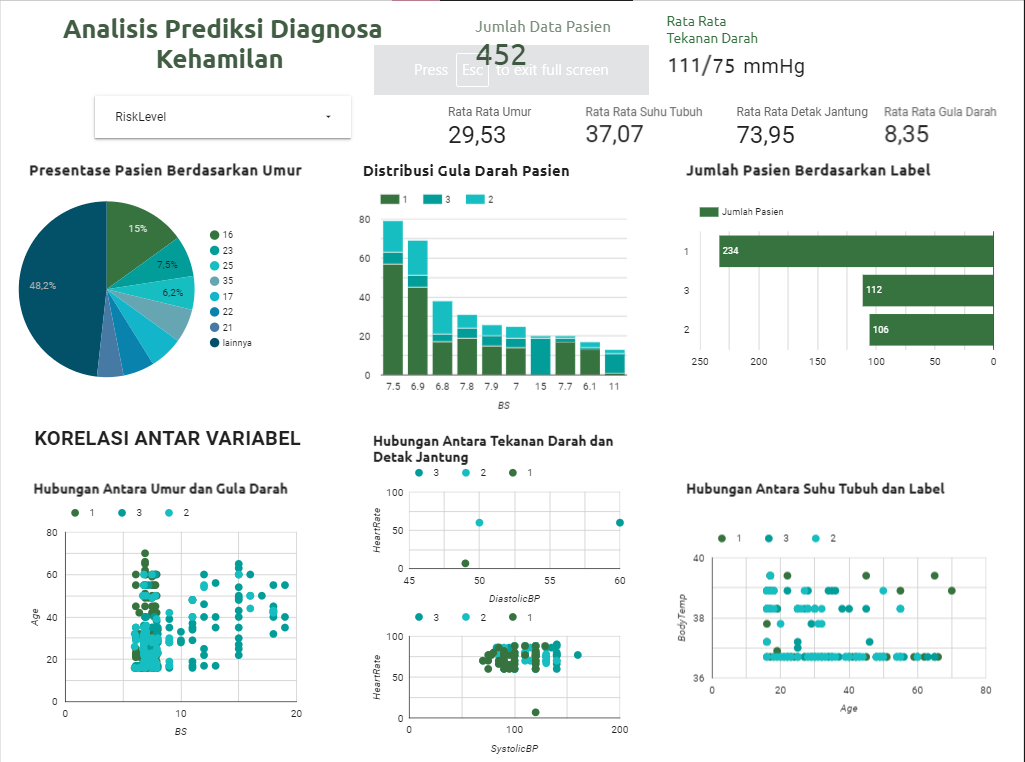 Analisis Prediksi Diagnosa
Kehamilan
Jumlah Data Pasien
452
Press Esc to exit full screen
Rata Rata
Tekanan Darah
111/75 mmHg
RiskLevel
Rata Rata Umur
29,53
Rata Rata Suhu Tubuh
37,07
Rata Rata Detak Jantung
73,95
Rata Rata Gula Darah
8,35
Presentase Pasien Berdasarkan Umur
15%
7,5%
6,2%
48,2%
16
23
25
35
17
22
21
lainnya
Distribusi Gula Darah Pasien
1 3 2
80
60
40
20
0
7.5 6.9 6.8 7.8 7.9 7 15 7.7 6.1 11
BS
Jumlah Pasien Berdasarkan Label
Jumlah Pasien
1 234
3 112
2 106
250 200 150 100 50 0
KORELASI ANTAR VARIABEL
Hubungan Antara Umur dan Gula Darah
1 3 2
80
60
40
20
0
Age
0 10 20
BS
Hubungan Antara Tekanan Darah dan
Detak Jantung
3 2 1
100
50
0
HeartRate
45 50 55 60
DiastolicBP
3 2 1
100
50
0
HeartRate
0 100 200
SystolicBP
Hubungan Antara Suhu Tubuh dan Label
1 3 2
40
38
36
BodyTemp
0 20 40 60 80
Age